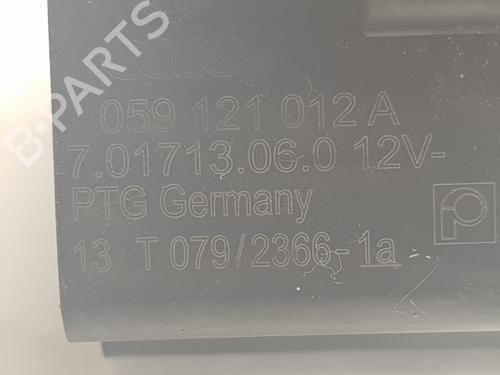 059 121 012 A
7.01713.06.0 12V-
PTG Germany
13 T 079/2366-1a
B-PARTS